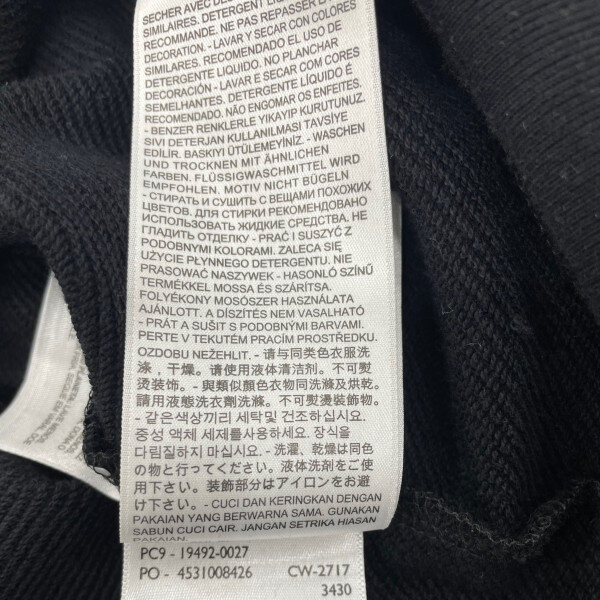 SECHER AVEC DES
SIMILAIRES. DETERGENT LIQUIDE
RECOMMANDE. NE PAS REPASSER LA
DECORATION. - LAVAR Y SECAR CON COLORES
SIMILARES. RECOMENDADO EL USO DE
DETERGENTE LÍQUIDO. NO PLANCHAR
DECORACIÓN - LAVAR E SECAR COM CORES
SEMELHANTES. DETERGENTE LÍQUIDO É
RECOMENDADO. NÃO ENGOMAR OS ENFEITES.
- BENZER RENKLERLE YIKAYIP KURUTUNUZ.
SIVI DETERJAN KULLANILMASI TAVSİYE
EDİLİR. BASKIYI ÜTÜLEMEYİNİZ. - WASCHEN
UND TROCKNEN MIT ÄHNLICHEN
FARBEN. FLÜSSIGWASCHMITTEL WIRD
EMPFOHLEN. MOTIV NICHT BÜGELN
- СТИРАТЬ И СУШИТЬ С ВЕЩАМИ ПОХОЖИХ
ЦВЕТОВ. ДЛЯ СТИРКИ РЕКОМЕНДОВАНО
ИСПОЛЬЗОВАТЬ ЖИДКИЕ СРЕДСТВА. НЕ
ГЛАДИТЬ ОТДЕЛКУ - PRAĆ I SUSZYĆ Z
PODOBNYMI KOLORAMI. ZALECA SIĘ
UŻYCIE PŁYNNEGO DETERGENTU. NIE
PRASOWAĆ NASZYWEK - HASONLÓ SZÍNŰ
TERMÉKKEL MOSSA ÉS SZÁRÍTSA.
FOLYÉKONY MOSÓSZER HASZNÁLATA
AJÁNLOTT. A DÍSZÍTÉS NEM VASALHATÓ
- PRÁT A SUŠIT S PODOBNÝMI BARVAMI.
PERTE V TEKUTÉM PRACÍM PROSTŘEDKU.
OZDOBU NEŽEHLIT. - 请与同类色衣服洗
涤，干燥。请使用液体清洁剂。不可熨
烫装饰。- 與類似顏色衣物同洗滌及烘乾。
請用液態洗衣劑洗滌。不可熨燙裝飾物。
- 같은색상끼리 세탁및 건조하십시요.
중성 액체 세제를사용하세요. 장식을
다림질하지 마십시요. - 洗濯、乾燥は同色
の物と行ってください。液体洗剤をご使
用下さい。装飾部分はアイロンをお避
け下さい。- CUCI DAN KERINGKAN DENGAN
PAKAIAN YANG BERWARNA SAMA. GUNAKAN
SABUN CUCI CAIR. JANGAN SETRIKA HIASAN
PAKAIAN.
PC9 - 19492-0027
PO - 4531008426 CW-2717
3430